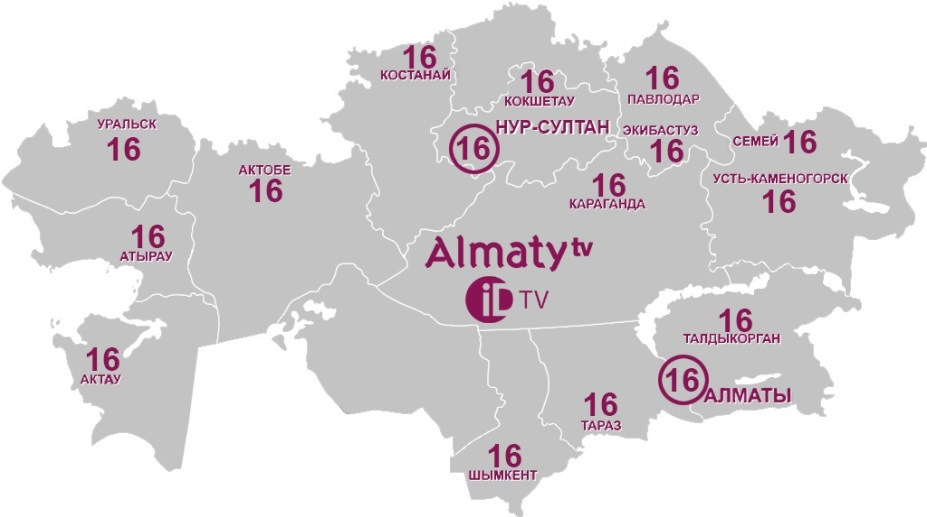 16
КОСТАНАЙ
16
КОКШЕТАУ
16
ПАВЛОДАР
УРАЛЬСК
16
НУР-СУЛТАН
16
ЭКИБАСТУЗ
16
СЕМЕЙ 16
АКТОБЕ
16
16
КАРАГАНДА
УСТЬ-КАМЕНОГОРСК
16
16
АТЫРАУ
Almaty tv
iD TV
16
ТАЛДЫКОРГАН
16
АКТАУ
16 АЛМАТЫ
16
ТАРАЗ
16
ШЫМКЕНТ